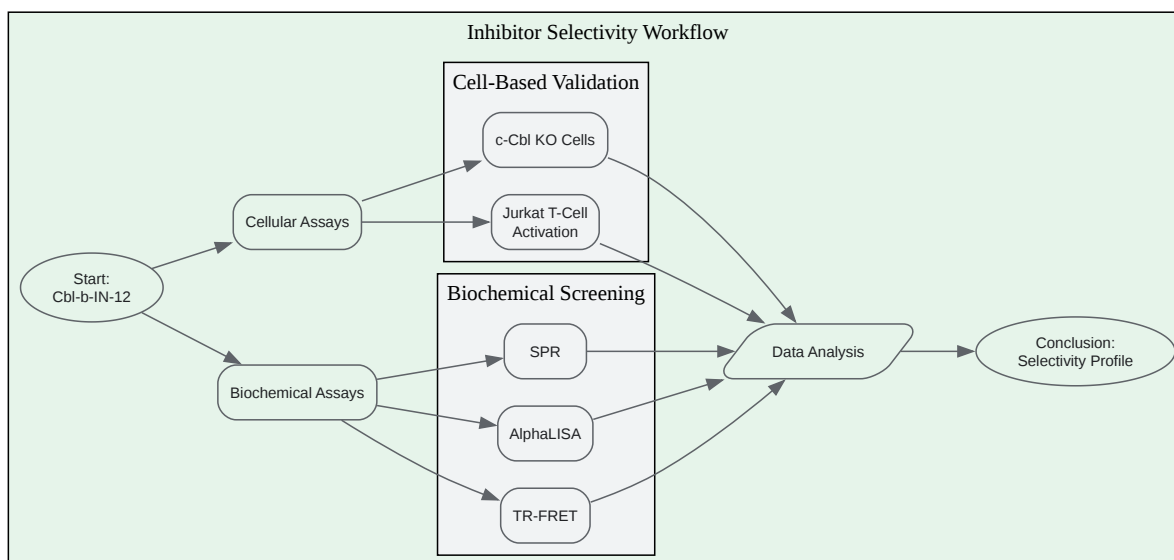 Inhibitor Selectivity Workflow
Cell-Based Validation
c-Cbl KO Cells
Cellular Assays
Jurkat T-Cell
Activation
Start:
Cbl-b-IN-12
Biochemical Screening
SPR
Data Analysis
Conclusion:
Selectivity Profile
Biochemical Assays
AlphaLISA
TR-FRET